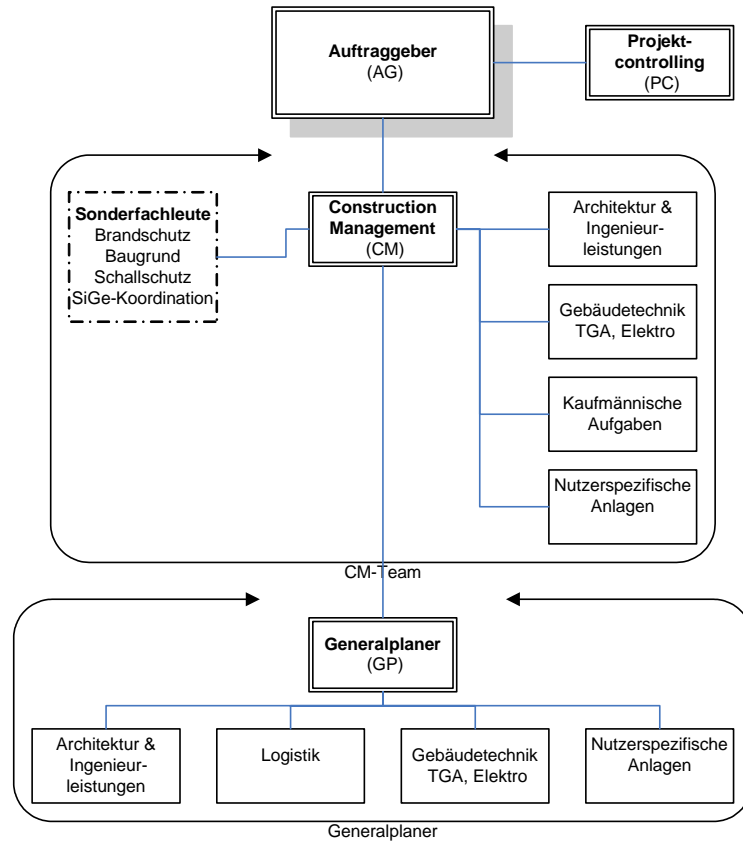 Auftraggeber
(AG)
Projekt-
controlling
(PC)
Sonderfachleute
Brandschutz
Baugrund
Schallschutz
SiGe-Koordination
Construction
Management
(CM)
Architektur &
Ingenieur-
leistungen
Gebäudetechnik
TGA, Elektro
Kaufmännische
Aufgaben
Nutzerspezifische
Anlagen
CM-Team
Generalplaner
(GP)
Architektur &
Ingenieur-
leistungen
Logistik
Gebäudetechnik
TGA, Elektro
Nutzerspezifische
Anlagen
Generalplaner